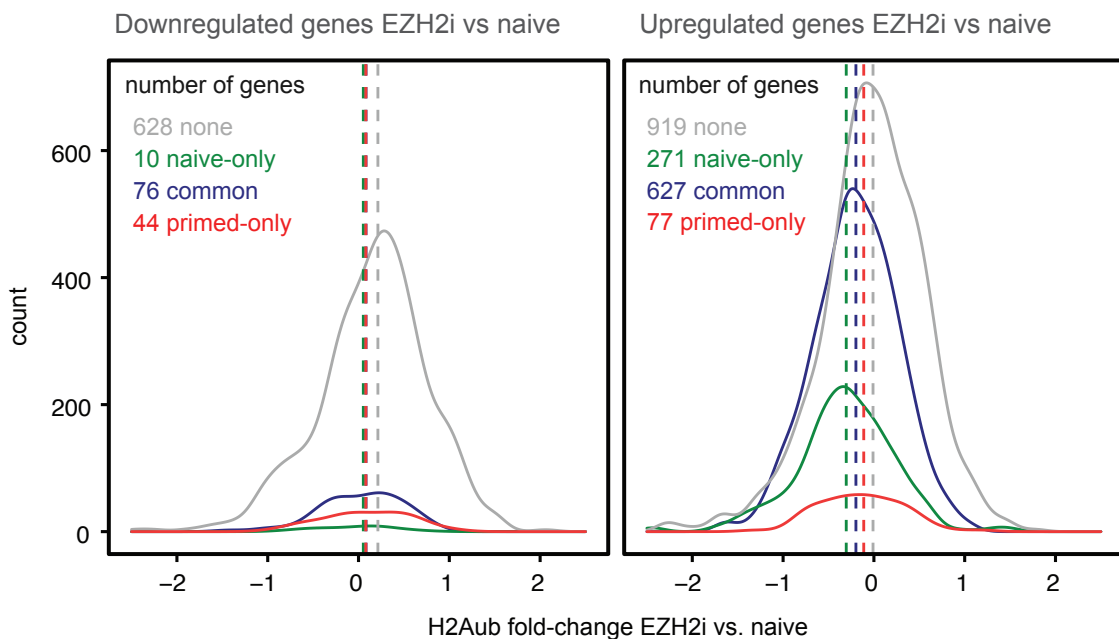 Downregulated genes EZH2i vs naive
Upregulated genes EZH2i vs naive
number of genes
628 none
10 naive-only
76 common
44 primed-only
number of genes
919 none
271 naive-only
627 common
77 primed-only
count
600
400
200
0
−2 −1 0 1 2
−2 −1 0 1 2
H2Aub fold-change EZH2i vs. naive